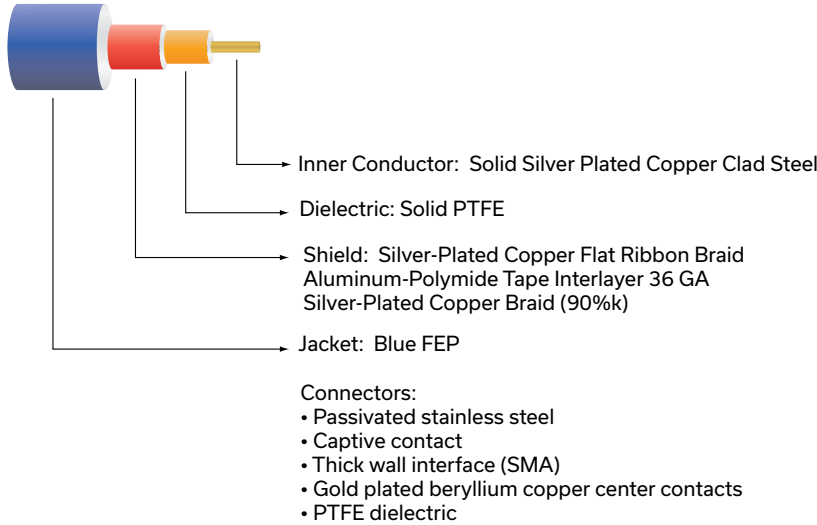 Inner Conductor: Solid Silver Plated Copper Clad Steel
Dielectric: Solid PTFE
Shield: Silver-Plated Copper Flat Ribbon Braid
Aluminum-Polymide Tape Interlayer 36 GA
Silver-Plated Copper Braid (90%k)
Jacket: Blue FEP
Connectors:
• Passivated stainless steel
• Captive contact
• Thick wall interface (SMA)
• Gold plated beryllium copper center contacts
• PTFE dielectric